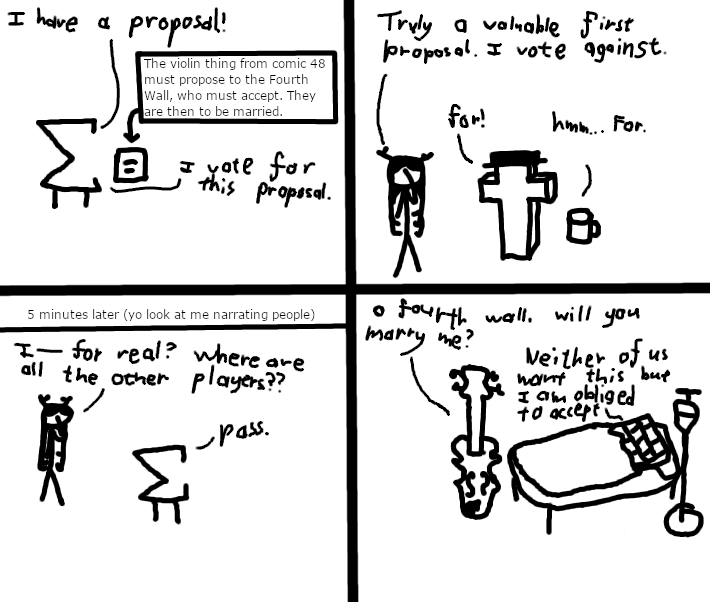 I have a proposal!
The violin thing from comic 48
must propose to the Fourth
Wall, who must accept. They
are then to be married.
I vote for
this proposal.
Truly a valuable first
proposal. I vote against.
for!
hmm... For.
5 minutes later (yo look at me narrating people)
I— for real? where are
all the other players??
pass.
o fourth wall. will you
marry me?
Neither of us
want this but
I am obliged
to accept